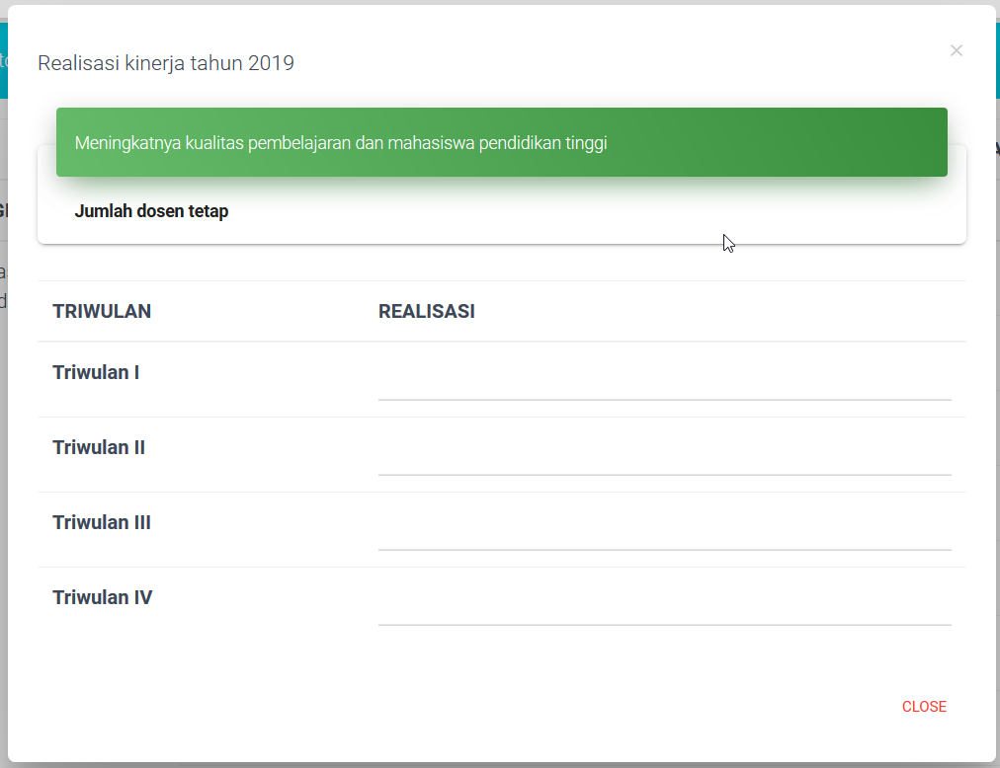 Realisasi kinerja tahun 2019
×
Meningkatnya kualitas pembelajaran dan mahasiswa pendidikan tinggi
Jumlah dosen tetap
TRIWULAN REALISASI
Triwulan I
Triwulan II
Triwulan III
Triwulan IV
CLOSE